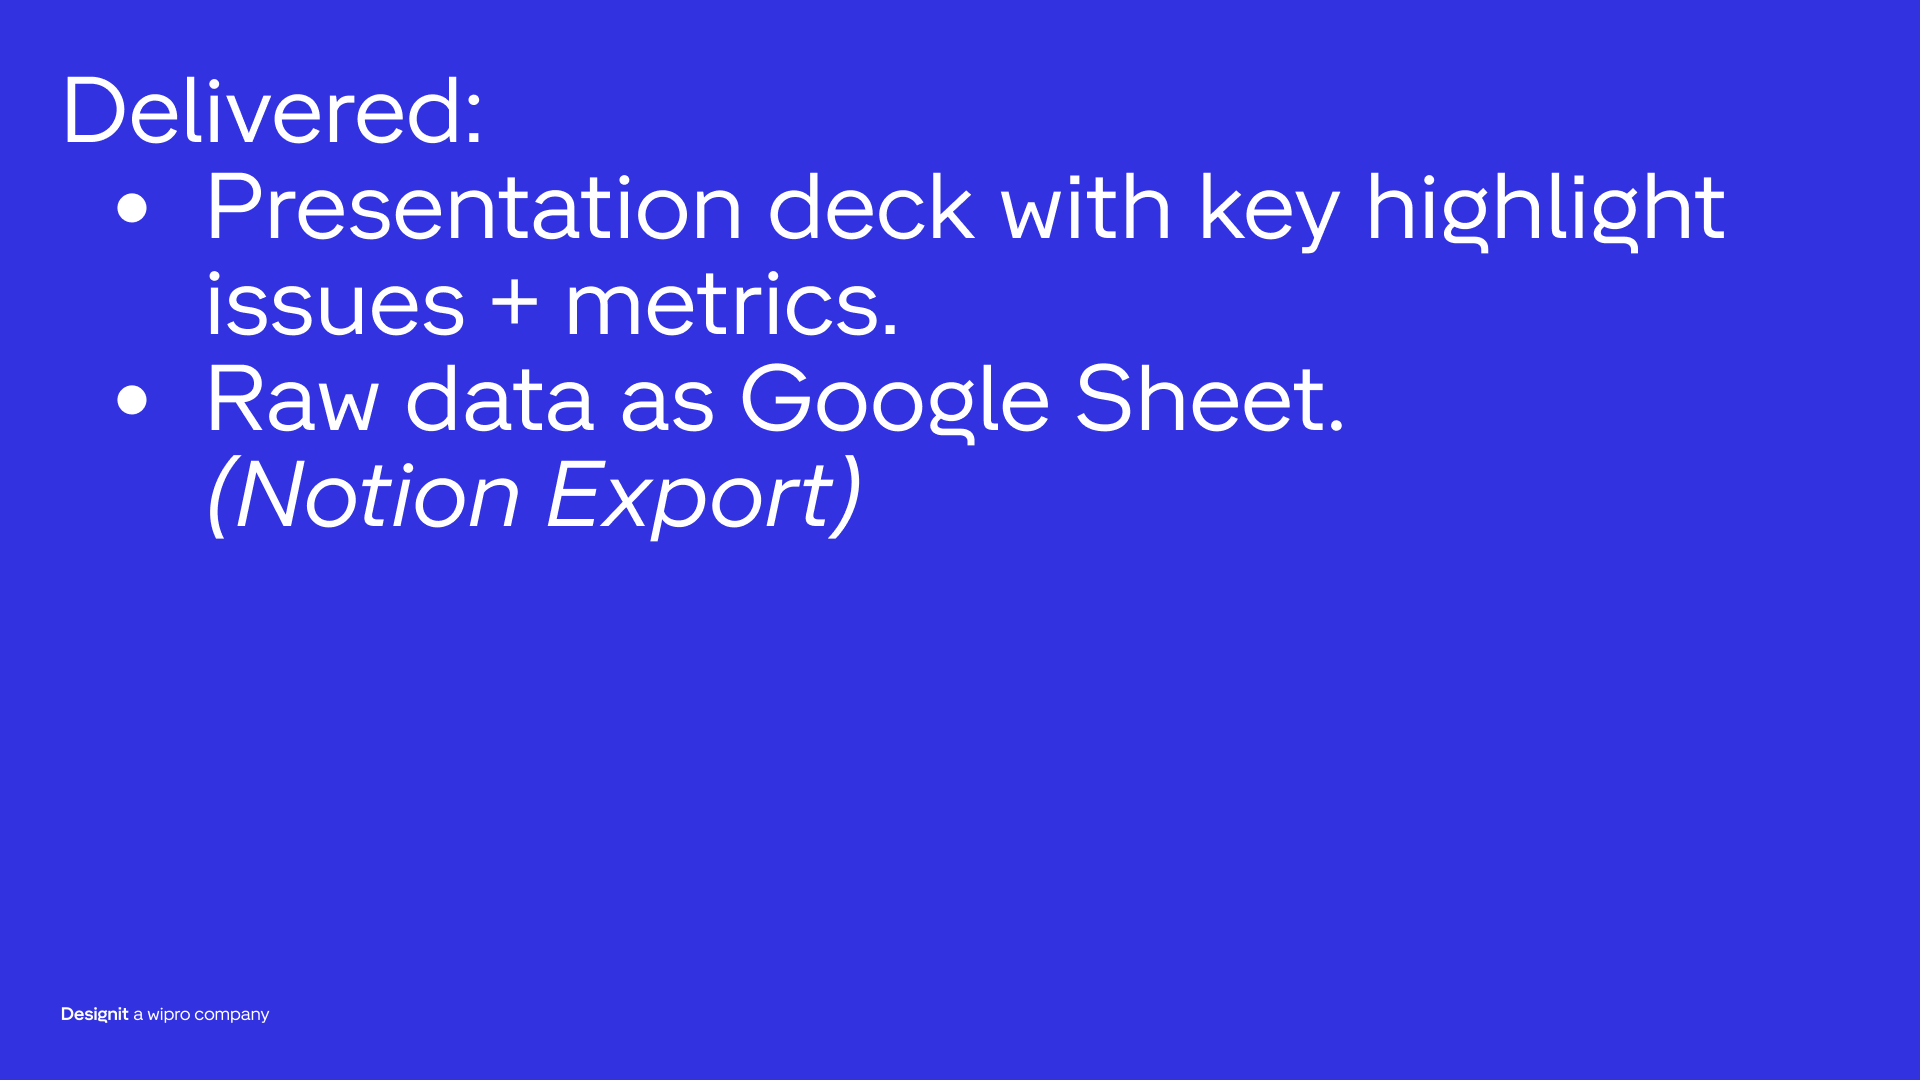 Delivered:
● Presentation deck with key highlight
issues + metrics.
● Raw data as Google Sheet.
(Notion Export)
Designit a wipro company